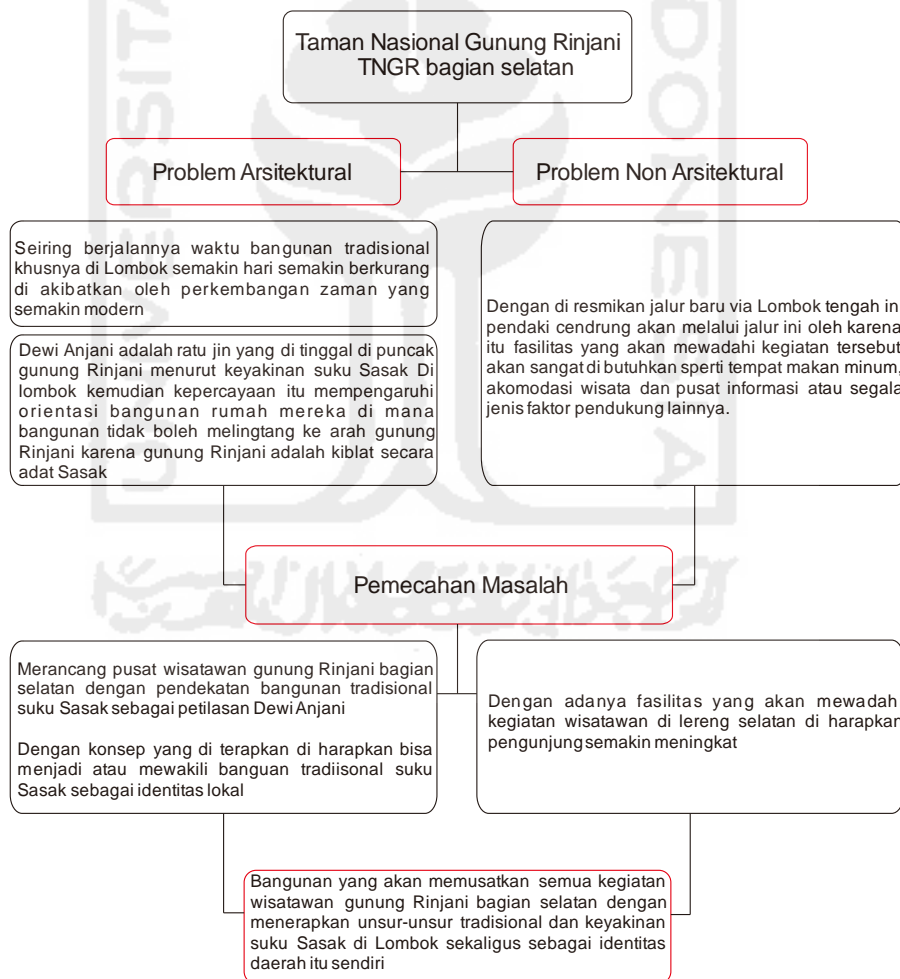 Taman Nasional Gunung Rinjani
TNGR bagian selatan
Problem Arsitektural
Problem Non Arsitektural
Seiring berjalannya waktu bangunan tradisional
khusnya di Lombok semakin hari semakin berkurang
di akibatkan oleh perkembangan zaman yang
semakin modern
Dewi Anjani adalah ratu jin yang di tinggal di puncak
gunung Rinjani menurut keyakinan suku Sasak Di
lombok kemudian kepercayaan itu mempengaruhi
orientasi bangunan rumah mereka di mana
bangunan tidak boleh melingtang ke arah gunung
Rinjani karena gunung Rinjani adalah kiblat secara
adat Sasak
Dengan di resmikan jalur baru via Lombok tengah in
pendaki cendrung akan melalui jalur ini oleh karena
itu fasilitas yang akan mewadahi kegiatan tersebut
akan sangat di butuhkan sperti tempat makan minum,
akomodasi wisata dan pusat informasi atau segala
jenis faktor pendukung lainnya.
Pemecahan Masalah
Merancang pusat wisatawan gunung Rinjani bagian
selatan dengan pendekatan bangunan tradisional
suku Sasak sebagai petilasan Dewi Anjani
Dengan konsep yang di terapkan di harapkan bisa
menjadi atau mewakili banguan tradiisonal suku
Sasak sebagai identitas lokal
Dengan adanya fasilitas yang akan mewadah
kegiatan wisatawan di lereng selatan di harapkan
pengunjung semakin meningkat
Bangunan yang akan memusatkan semua kegiatan
wisatawan gunung Rinjani bagian selatan dengan
menerapkan unsur-unsur tradisional dan keyakinan
suku Sasak di Lombok sekaligus sebagai identitas
daerah itu sendiri